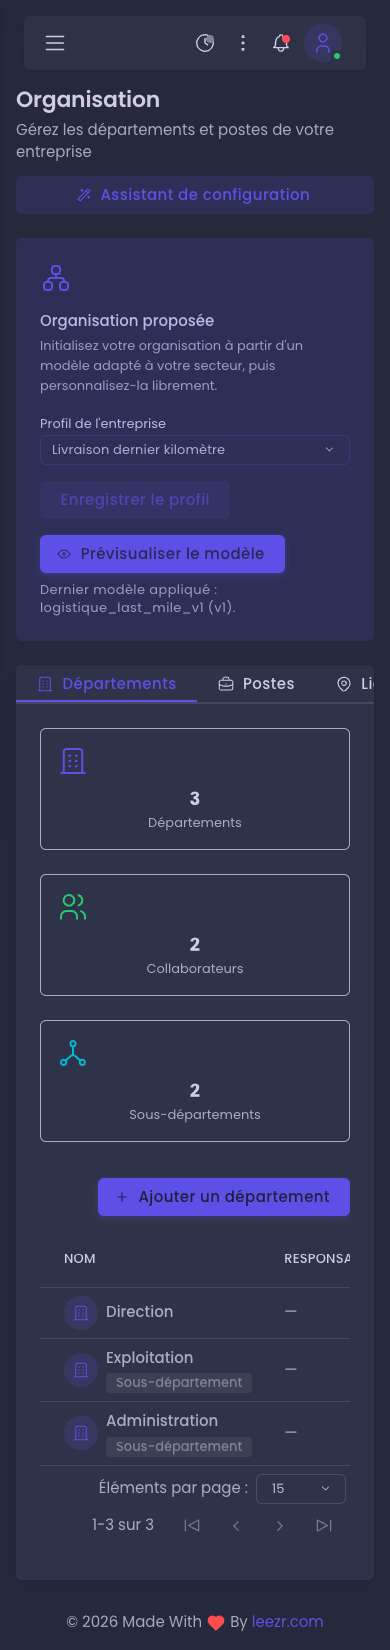 Organisation
Gérez les départements et postes de votre
entreprise
Assistant de configuration
Organisation proposée
Initialisez votre organisation à partir d'un
modèle adapté à votre secteur, puis
personnalisez-la librement.
Profil de l'entreprise
Livraison dernier kilomètre
Enregistrer le profil
Prévisualiser le modèle
Dernier modèle appliqué :
logistique_last_mile_v1 (v1).
Départements Postes
3
Départements
2
Collaborateurs
2
Sous-départements
Ajouter un département
NOM
Direction —
Exploitation —
Sous-département
Administration —
Sous-département
Éléments par page : 15
1-3 sur 3
© 2026 Made With By leezr.com